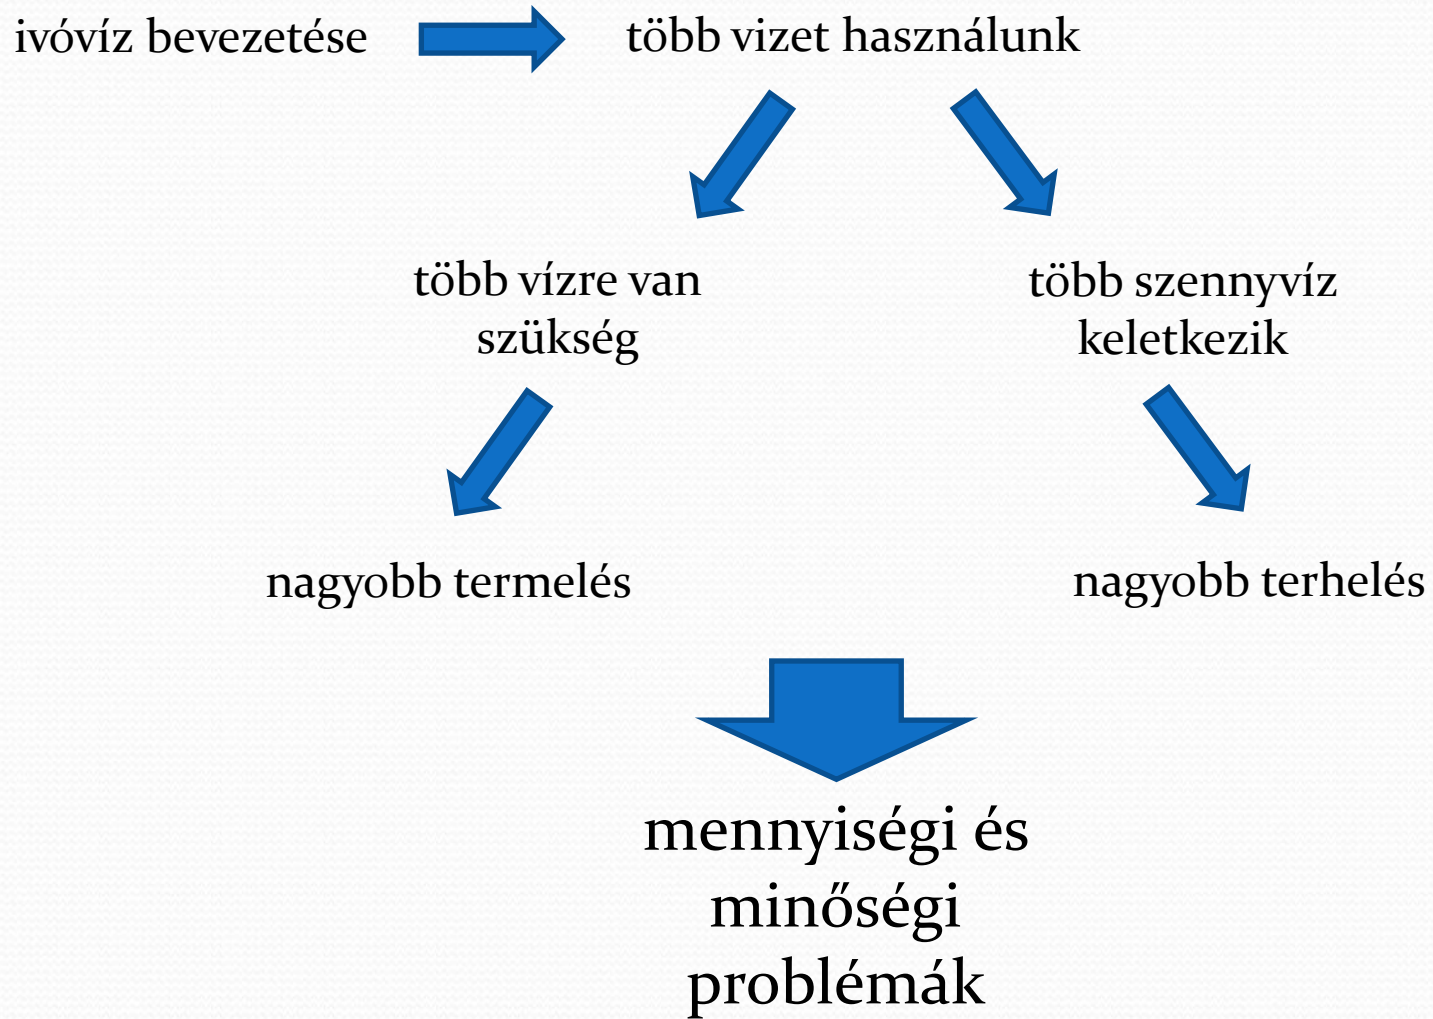 ivóvíz bevezetése
több vizet használunk
több vízre van
szükség
több szennyvíz
keletkezik
nagyobb termelés
nagyobb terhelés
mennyiségi és
minőségi
problémák